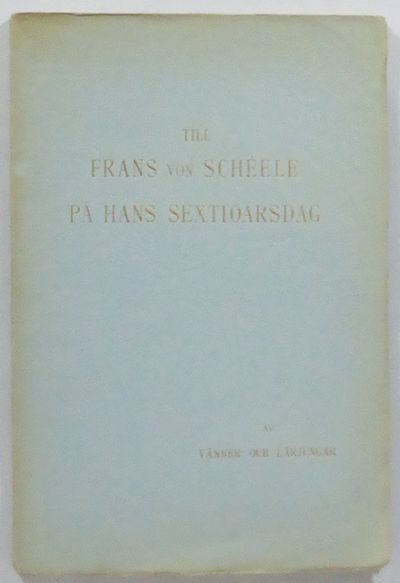 TILL
FRANS VON SCHÉELE
PÅ HANS SEXTIOÅRSDAG
AV
VÄNNER OCH LÄRJUNGAR